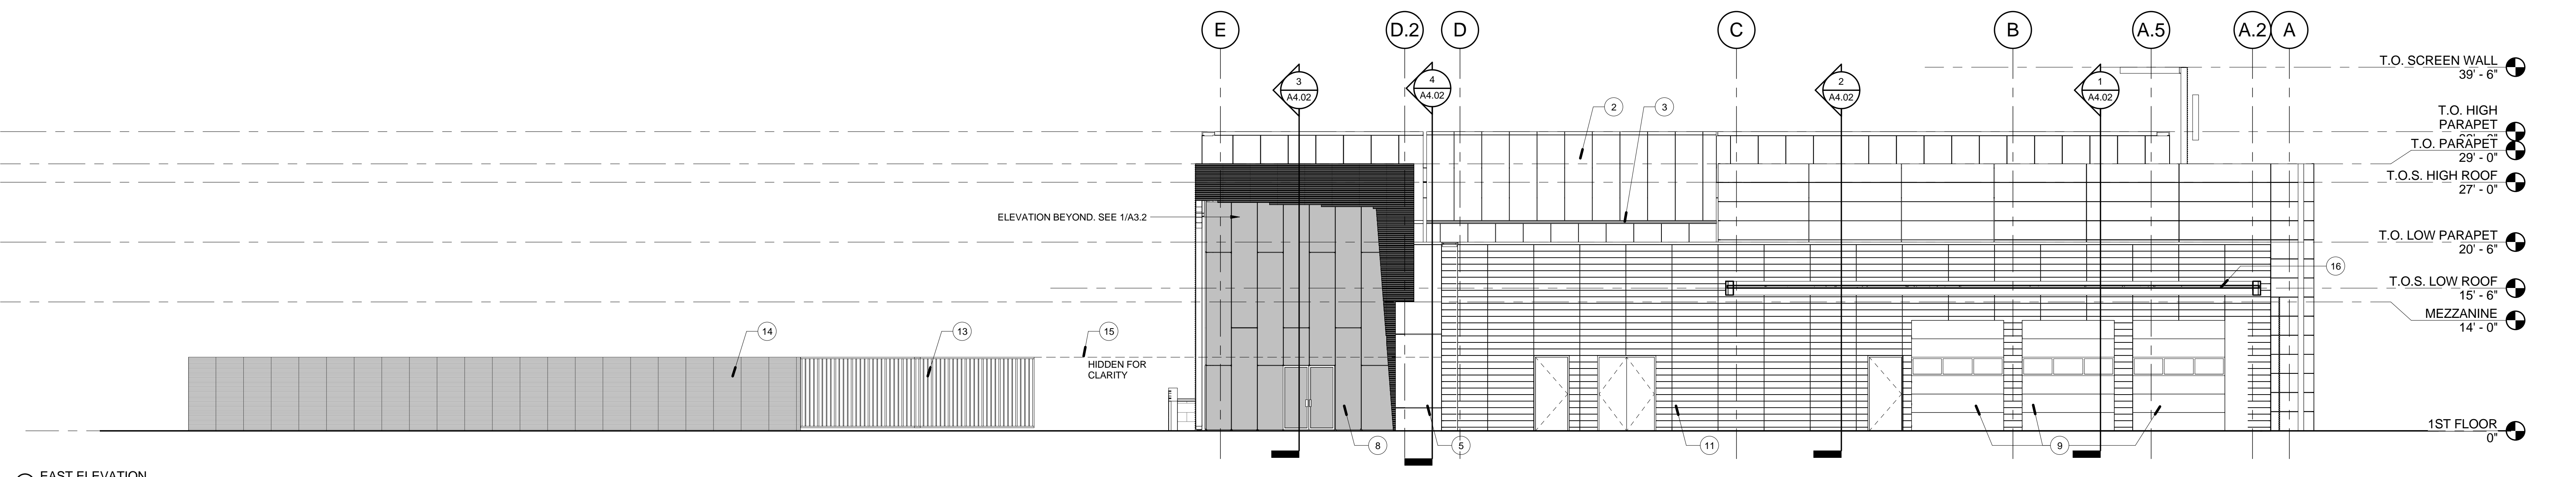 E
D.2
D
C
B
A.5
A.2
A
T.O. SCREEN WALL
39' - 6"
3
A4.02
4
A4.02
2
A4.02
1
A4.02
2
3
T.O. HIGH
PARAPET
T.O. PARAPET
29' - 0"
T.O.S. HIGH ROOF
27' - 0"
ELEVATION BEYOND. SEE 1/A3.2
T.O. LOW PARAPET
20' - 6"
16
T.O.S. LOW ROOF
15' - 6"
MEZZANINE
14' - 0"
14
13
15
HIDDEN FOR
CLARITY
1ST FLOOR
0"
8
5
11
9
EAST ELEVATION